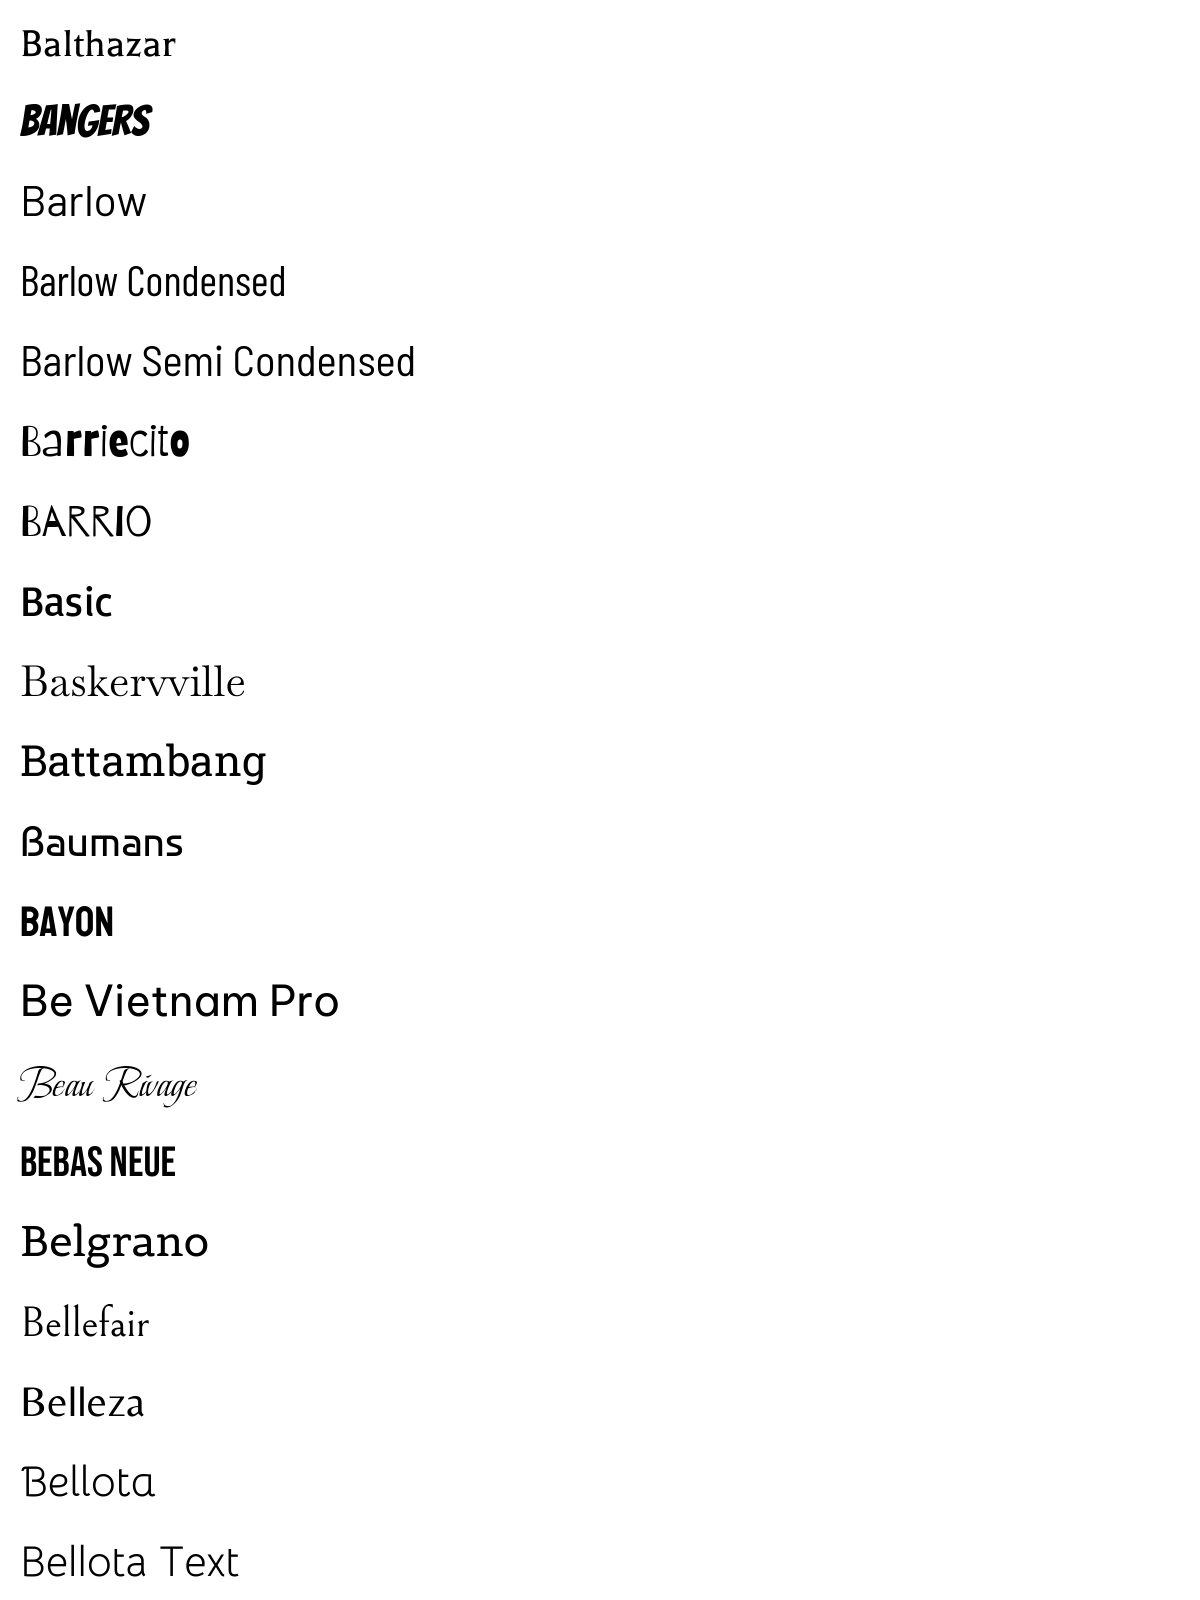 Balthazar
BANGERS
Barlow
Barlow Condensed
Barlow Semi Condensed
Barriecito
BARRIO
Basic
Baskervville
Battambang
Baumans
BAYON
Be Vietnam Pro
Beau Rivage
BEBAS NEUE
Belgrano
Bellefair
Belleza
Bellota
Bellota Text